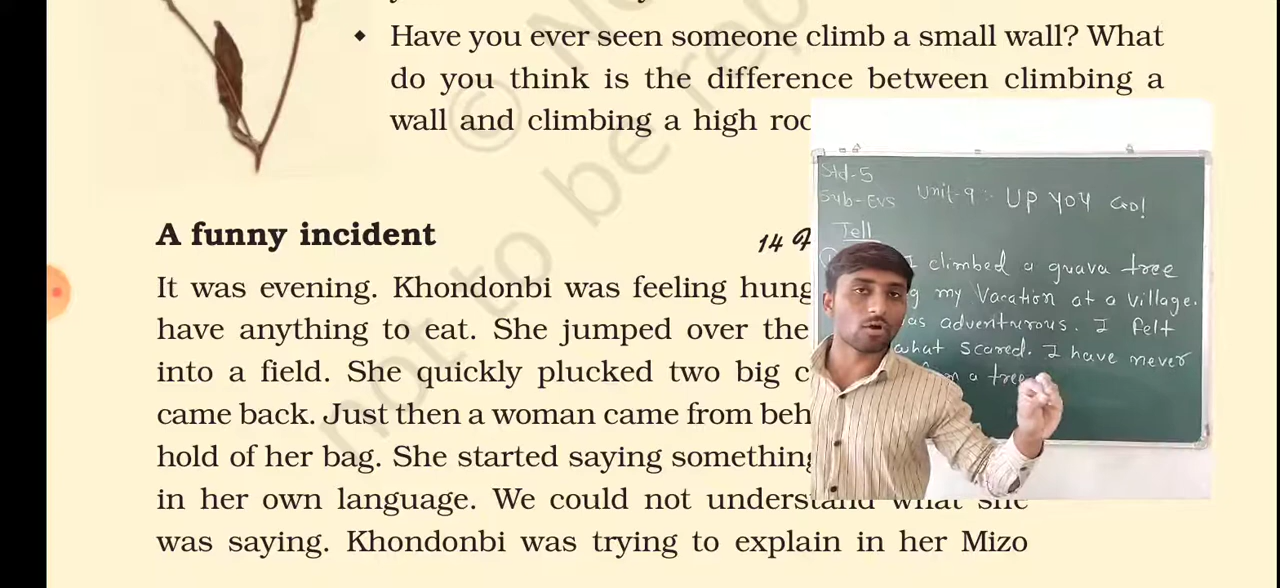 ◆ Have you ever seen someone climb a small wall? What
do you think is the difference between climbing a
wall and climbing a high
A funny incident
14
It was evening. Khondonbi was feeling
have anything to eat. She jumped over the
into a field. She quickly plucked two big
came back. Just then a woman came from
hold of her bag. She started saying something
in her own language. We could not understand what she
was saying. Khondonbi was trying to explain in her Mizo
© 
not to be
Std-5
Sub-EVS
Unit-9 :- UP YOU GO!
Tell
I climbed a guava tree
my Vacation at a village.
adventurous. I felt
scared. I have never
a tree